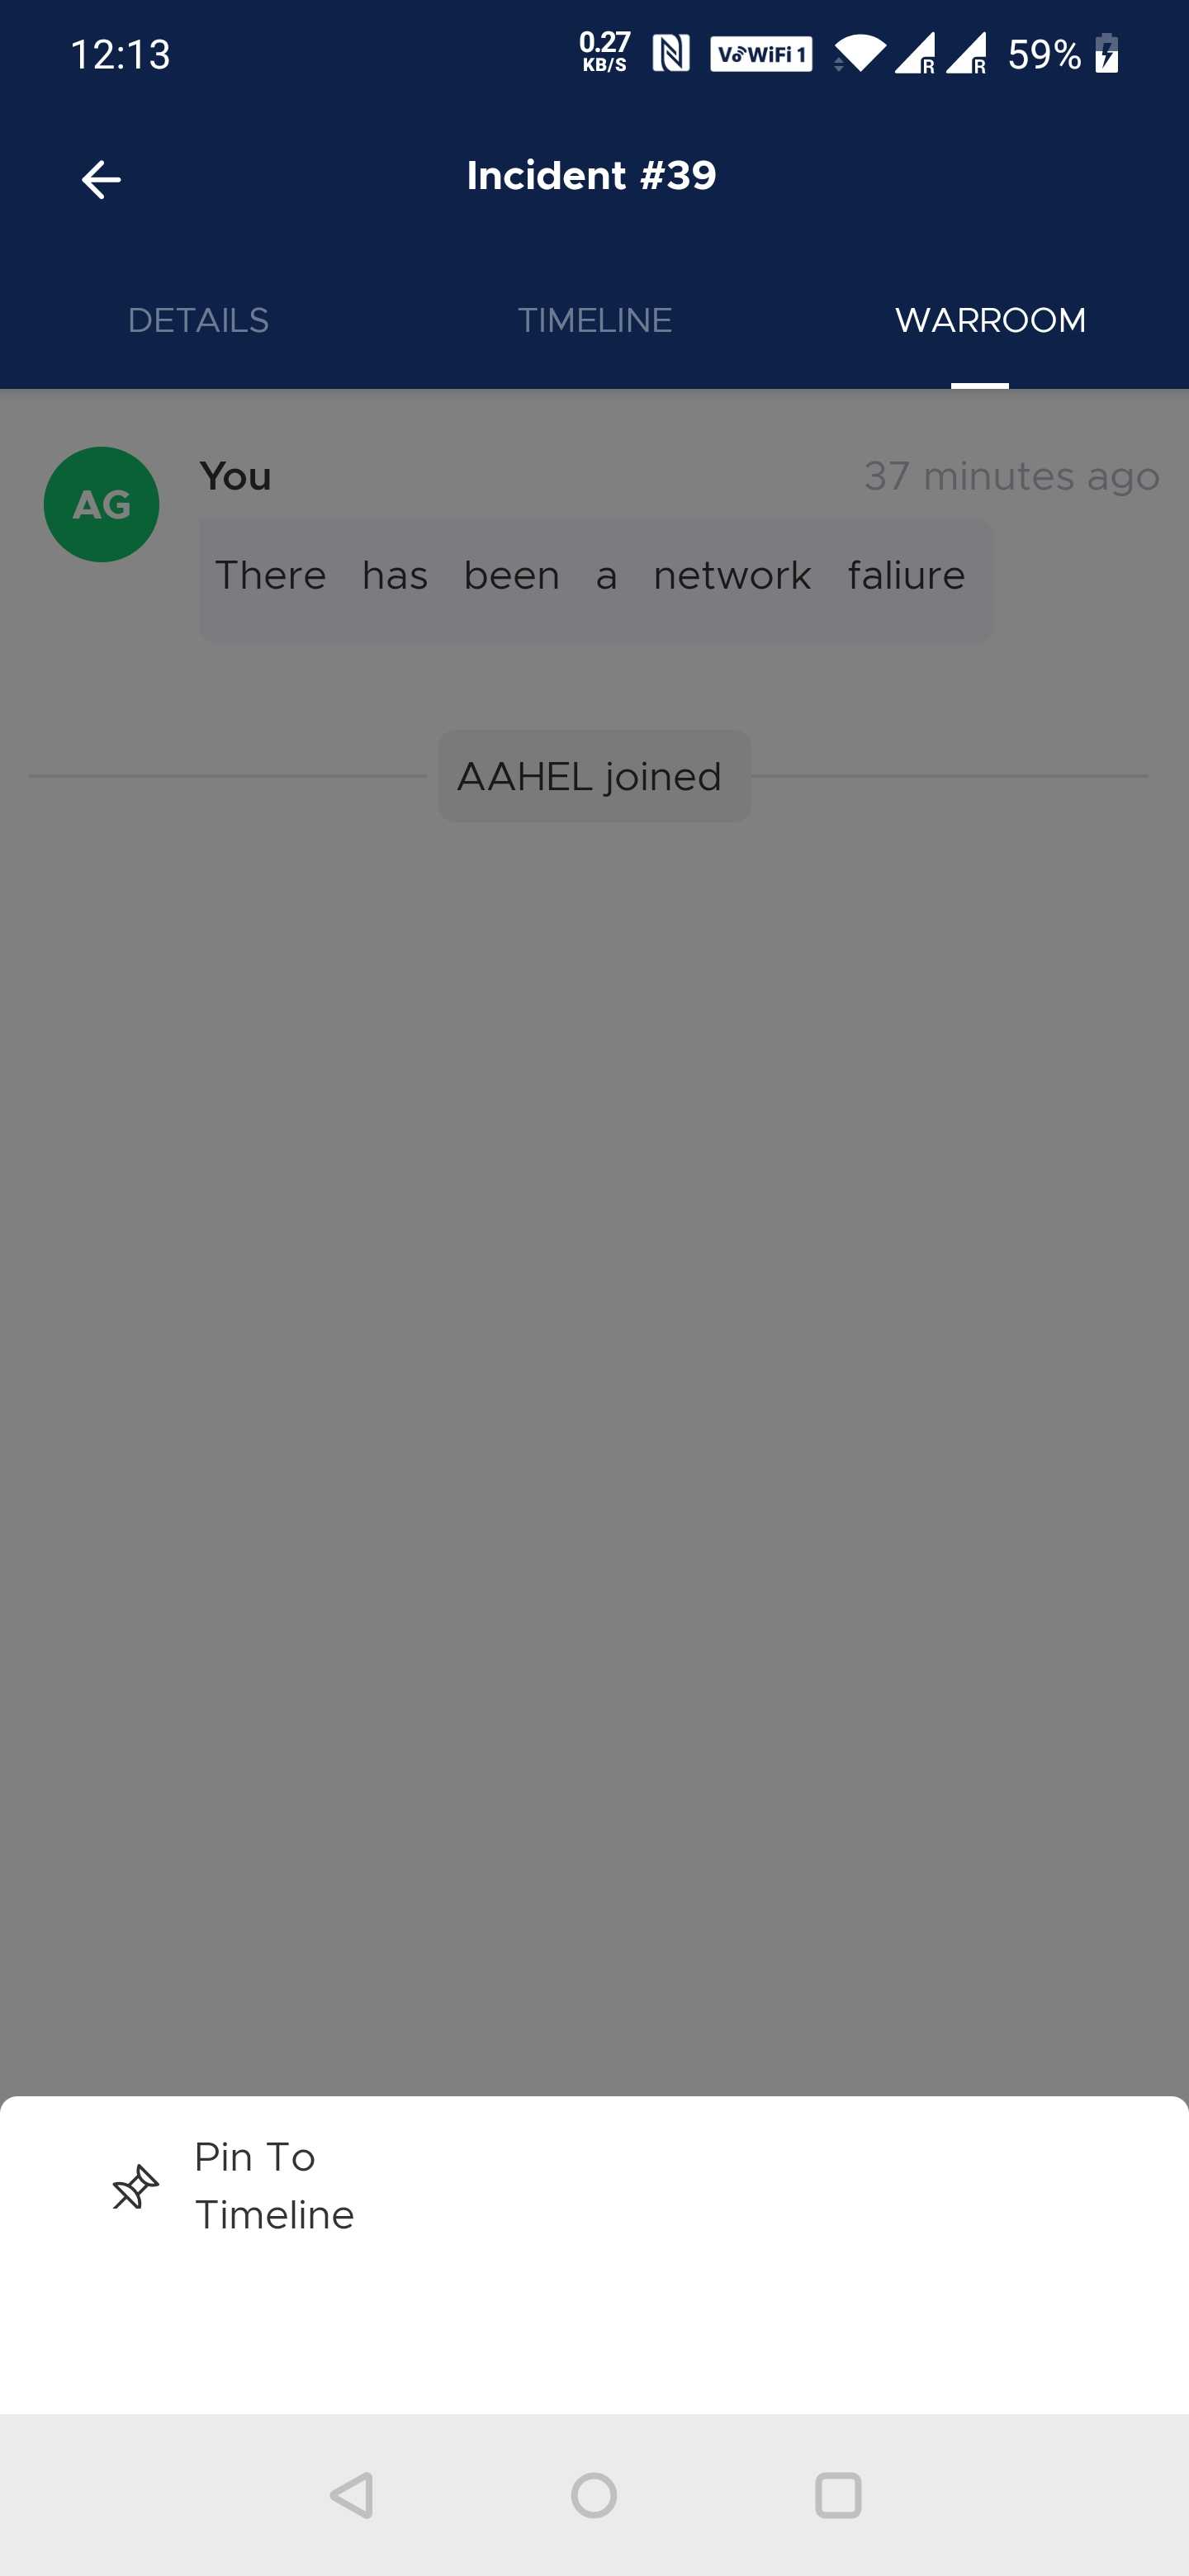 12:13 0.27 KB/S VoWiFi 1 R R 59%
Incident #39
DETAILS TIMELINE WARROOM
AG You 37 minutes ago
There has been a network faliure
AAHEL joined
Pin To
Timeline